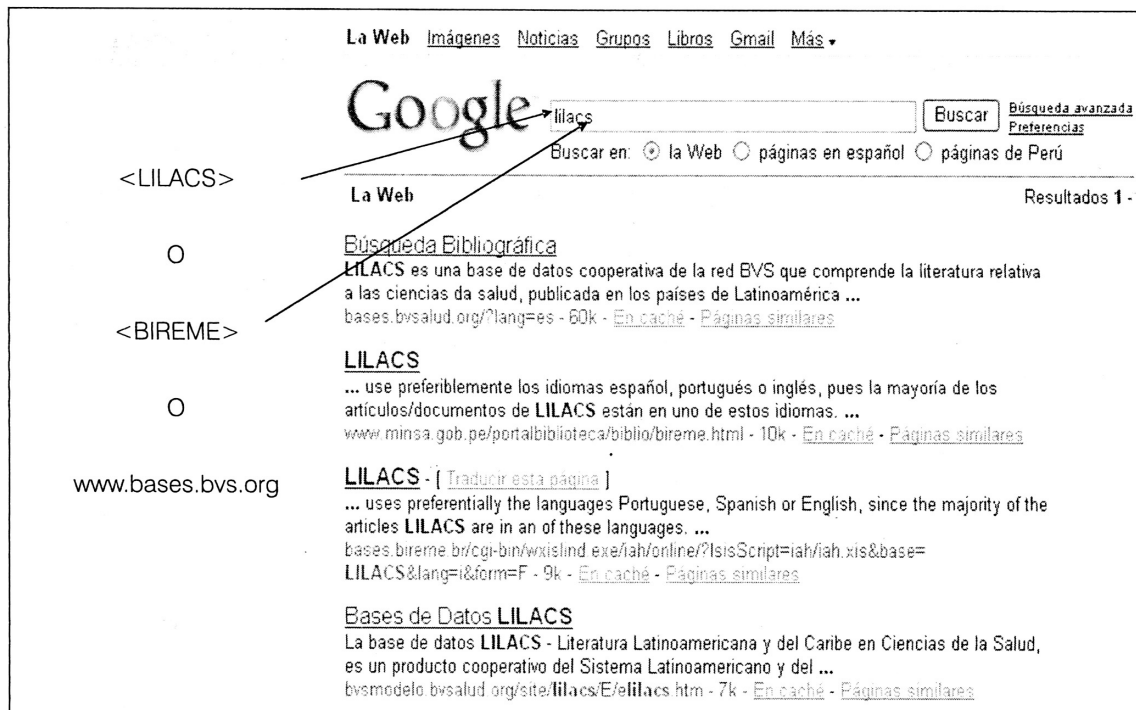 La Web Imágenes Noticias Grupos Libros Gmail Más
Google
lilacs
Buscar
Búsqueda avanzada
Preferencias
Buscar en: la Web páginas en español páginas de Perú
<LILACS>
O
<BIREME>
O
www.bases.bvs.org
La Web Resultados 1 -
Búsqueda Bibliográfica
LILACS es una base de datos cooperativa de la red BVS que comprende la literatura relativa
a las ciencias da salud, publicada en los países de Latinoamérica ...
bases.bvsalud.org/?lang=es - 60k - En caché - Páginas similares
LILACS
... use preferiblemente los idiomas español, portugués o inglés, pues la mayoría de los
artículos/documentos de LILACS están en uno de estos idiomas. ...
www.minsa.gob.pe/portalbiblioteca/biblio/bireme.html - 10k - En caché - Páginas similares
LILACS - [ Traducir esta página ]
... uses preferentially the languages Portuguese, Spanish or English, since the majority of the
articles LILACS are in an of these languages. ...
bases.bireme.br/cgi-bin/wxislind.exe/iah/online/?IsisScript=iah/iah.xis&base=
LILACS&lang=i&form=F - 9k - En caché - Páginas similares
Bases de Datos LILACS
La base de datos LILACS - Literatura Latinoamericana y del Caribe en Ciencias de la Salud,
es un producto cooperativo del Sistema Latinoamericano y del ...
bvsmodelo.bvsalud.org/site/lilacs/E/elilacs.htm - 7k - En caché - Páginas similares